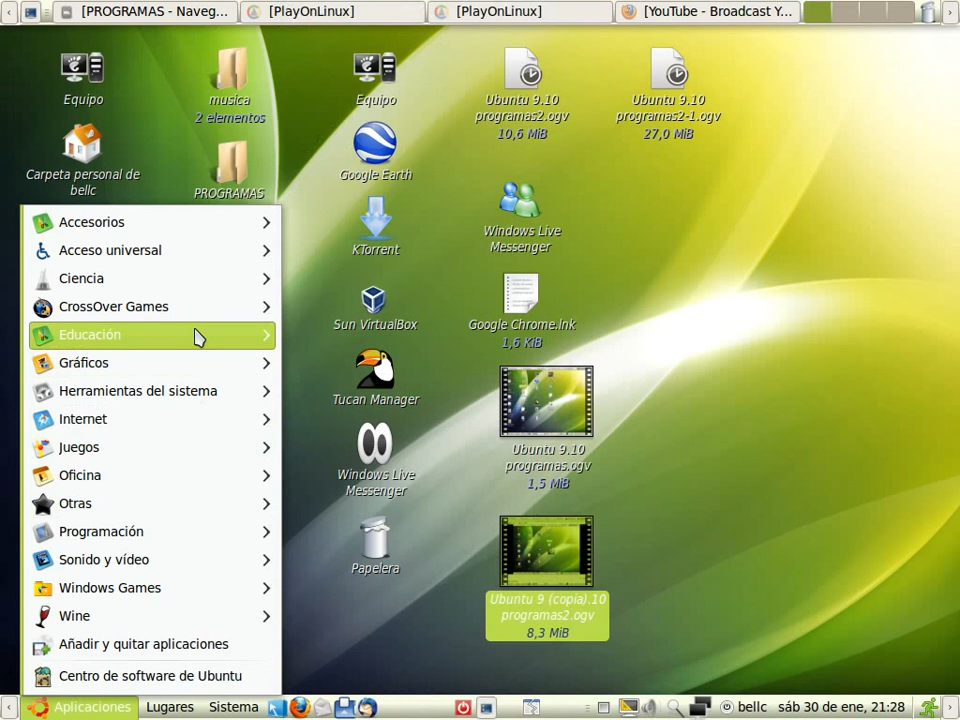 [PROGRAMAS - Naveg...
[PlayOnLinux]
[PlayOnLinux]
[YouTube - Broadcast Y...
Equipo
musica
2 elementos
Equipo
Ubuntu 9.10
programas2.ogv
10,6 MiB
Ubuntu 9.10
programas2-1.ogv
27,0 MiB
Carpeta personal de
bellc
PROGRAMAS
Google Earth
KTorrent
Windows Live
Messenger
Sun VirtualBox
Google Chrome.lnk
1,6 KiB
Tucan Manager
Ubuntu 9.10
programas.ogv
1,5 MiB
Windows Live
Messenger
Papelera
Ubuntu 9 (copia).10
programas2.ogv
8,3 MiB
Accesorios
Acceso universal
Ciencia
CrossOver Games
Educación
Gráficos
Herramientas del sistema
Internet
Juegos
Oficina
Otras
Programación
Sonido y vídeo
Windows Games
Wine
Añadir y quitar aplicaciones
Centro de software de Ubuntu
Aplicaciones
Lugares
Sistema
bellc
sáb 30 de ene, 21:28